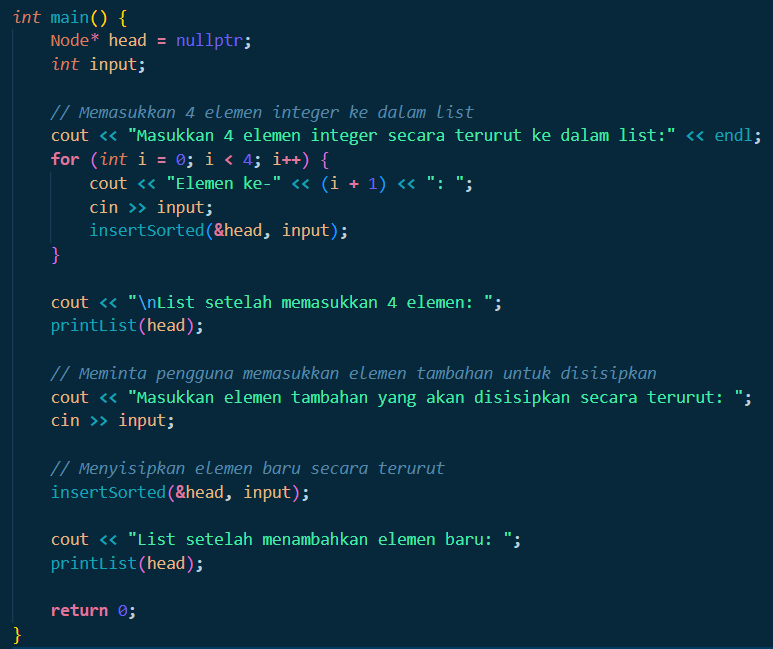 int main() {
    Node* head = nullptr;
    int input;

    // Memasukkan 4 elemen integer ke dalam list
    cout << "Masukkan 4 elemen integer secara terurut ke dalam list:" << endl;
    for (int i = 0; i < 4; i++) {
        cout << "Elemen ke-" << (i + 1) << ": ";
        cin >> input;
        insertSorted(&head, input);
    }

    cout << "\nList setelah memasukkan 4 elemen: ";
    printList(head);

    // Meminta pengguna memasukkan elemen tambahan untuk disisipkan
    cout << "Masukkan elemen tambahan yang akan disisipkan secara terurut: ";
    cin >> input;

    // Menyisipkan elemen baru secara terurut
    insertSorted(&head, input);

    cout << "List setelah menambahkan elemen baru: ";
    printList(head);

    return 0;
}